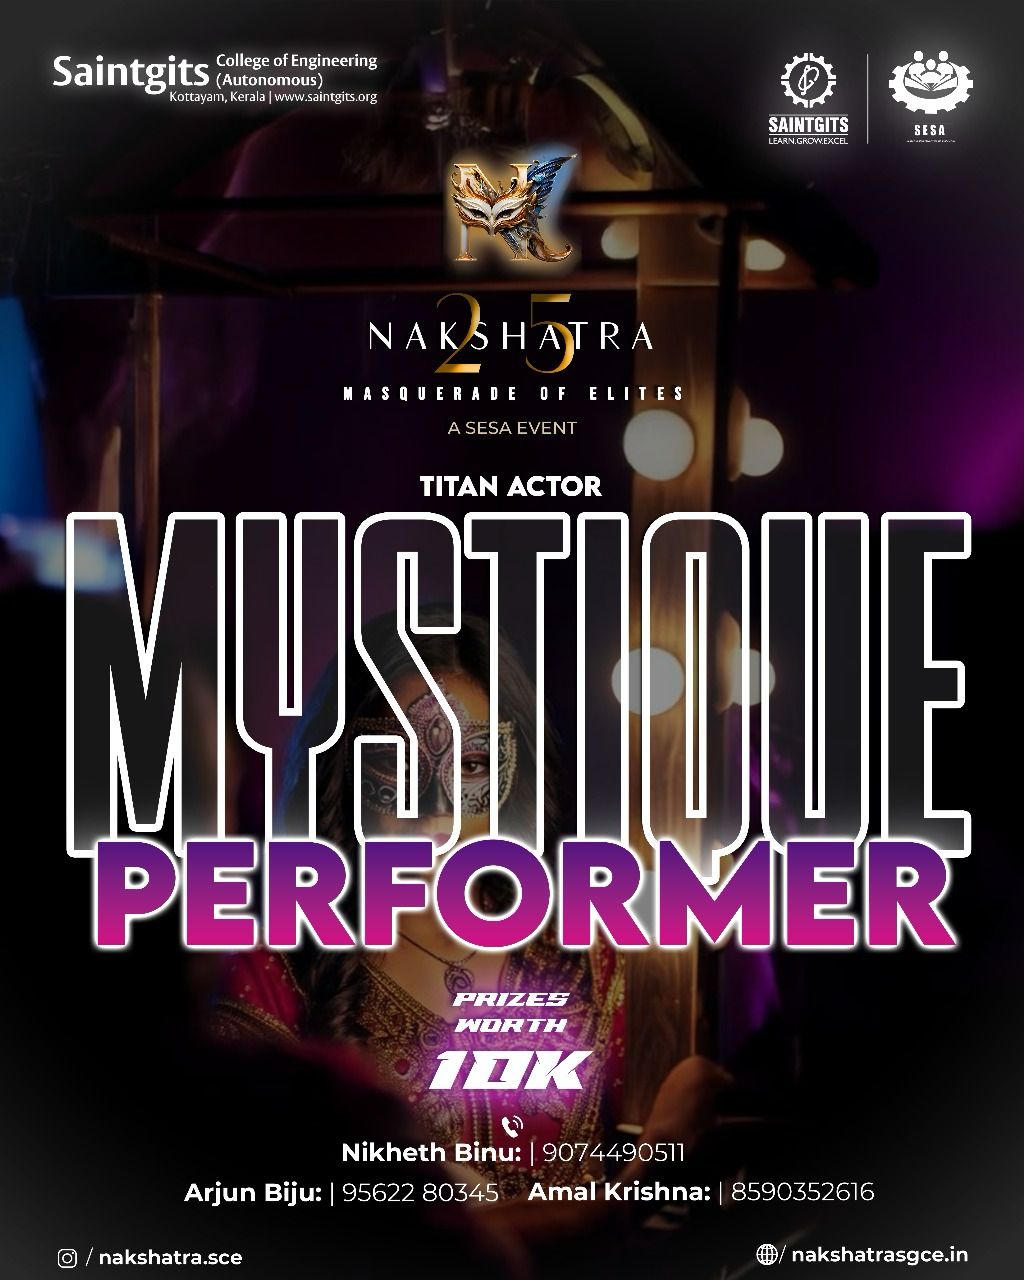 Saintgits College of Engineering
(Autonomous)
Kottayam, Kerala | www.saintgits.org
SAINTGITS
LEARN.GROW.EXCEL
SESA
N
25
NAKSHATRA
MASQUERADE OF ELITES
A SESA EVENT
TITAN ACTOR
MYSTIQUE
PERFORMER
PRIZES
WORTH
10K
Nikheth Binu: | 9074490511
Arjun Biju: | 95622 80345 Amal Krishna: | 8590352616
/ nakshatra.sce
/ nakshatrasgce.in